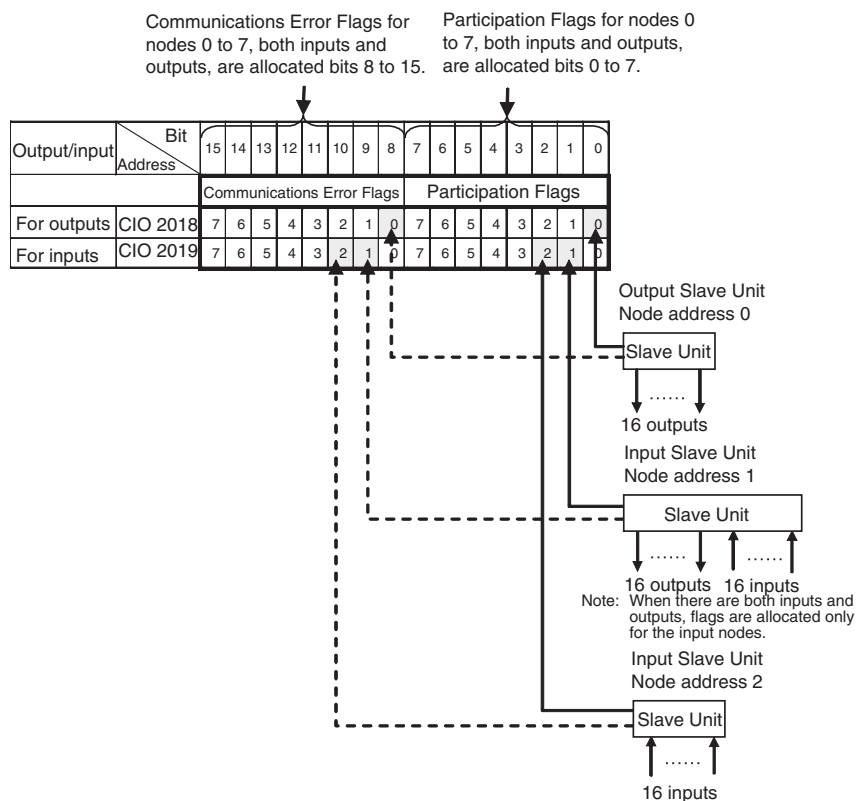 Communications Error Flags for
nodes 0 to 7, both inputs and
outputs, are allocated bits 8 to 15.
Participation Flags for nodes 0
to 7, both inputs and outputs,
are allocated bits 0 to 7.
Output/input Bit Address 15 14 13 12 11 10 9 8 7 6 5 4 3 2 1 0
Communications Error Flags Participation Flags
For outputs CIO 2018 7 6 5 4 3 2 1 0 7 6 5 4 3 2 1 0
For inputs CIO 2019 7 6 5 4 3 2 1 0 7 6 5 4 3 2 1 0
Output Slave Unit
Node address 0
Slave Unit
......
16 outputs
Input Slave Unit
Node address 1
Slave Unit
...... ......
16 outputs 16 inputs
Note: When there are both inputs and
outputs, flags are allocated only
for the input nodes.
Input Slave Unit
Node address 2
Slave Unit
......
16 inputs